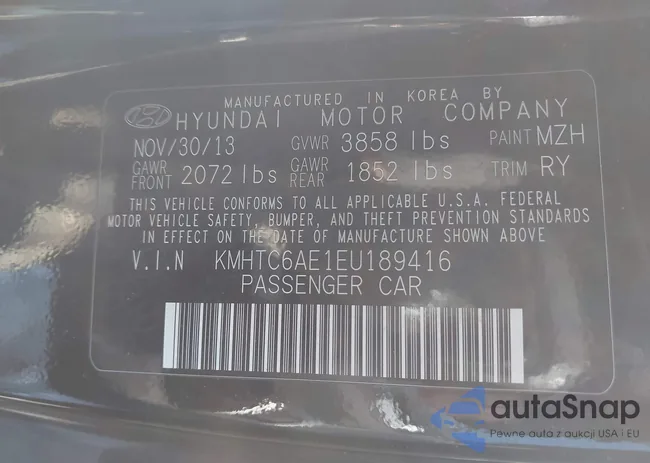 MANUFACTURED IN KOREA BY
HYUNDAI MOTOR COMPANY
NOV/30/13 GVWR 3858 lbs PAINT MZH
GAWR FRONT 2072 lbs GAWR REAR 1852 lbs TRIM RY
THIS VEHICLE CONFORMS TO ALL APPLICABLE U.S.A. FEDERAL
MOTOR VEHICLE SAFETY, BUMPER, AND THEFT PREVENTION STANDARDS
IN EFFECT ON THE DATE OF MANUFACTURE SHOWN ABOVE
V.I.N KMHTC6AE1EU189416
PASSENGER CAR
autaSnap
Pewne auta z aukcji USA i EU